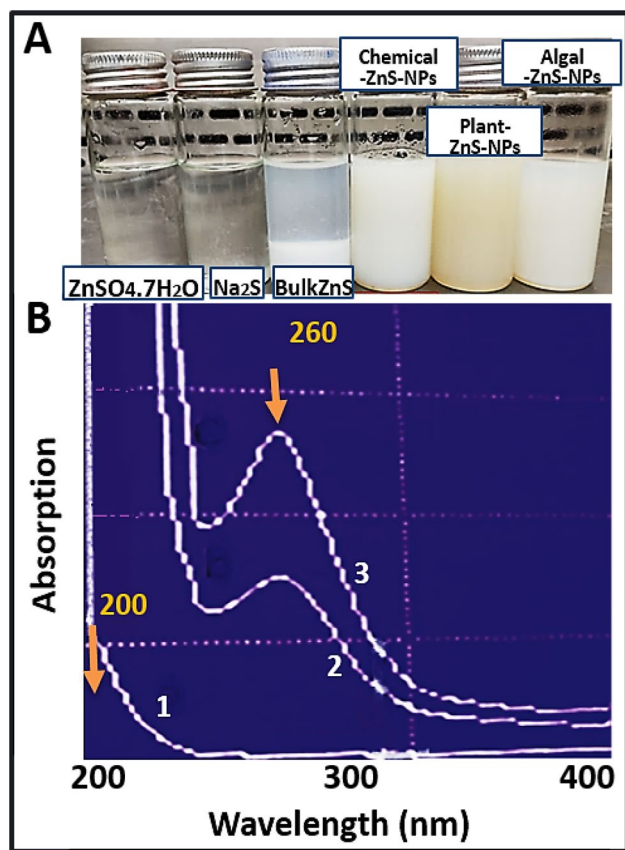 A
Chemical
-ZnS-NPs
Algal
-ZnS-NPs
Plant-
ZnS-NPs
ZnSO4.7H2O
Na2S
BulkZnS
B
260
200
3
2
1
Absorption
200
300
400
Wavelength (nm)